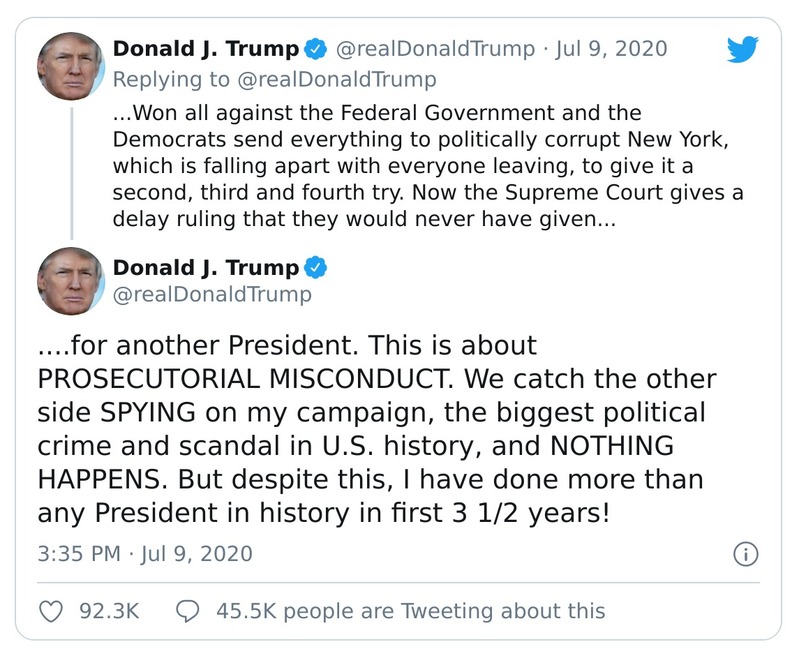 Donald J. Trump @realDonaldTrump · Jul 9, 2020
Replying to @realDonaldTrump
...Won all against the Federal Government and the
Democrats send everything to politically corrupt New York,
which is falling apart with everyone leaving, to give it a
second, third and fourth try. Now the Supreme Court gives a
delay ruling that they would never have given...
Donald J. Trump
@realDonaldTrump
....for another President. This is about
PROSECUTORIAL MISCONDUCT. We catch the other
side SPYING on my campaign, the biggest political
crime and scandal in U.S. history, and NOTHING
HAPPENS. But despite this, I have done more than
any President in history in first 3 1/2 years!
3:35 PM · Jul 9, 2020
92.3K 45.5K people are Tweeting about this